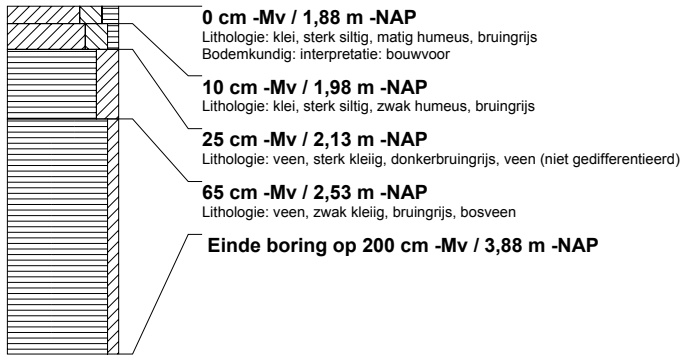 0 cm -Mv / 1,88 m -NAP
Lithologie: klei, sterk siltig, matig humeus, bruingrijs
Bodemkundig: interpretatie: bouwvoor
10 cm -Mv / 1,98 m -NAP
Lithologie: klei, sterk siltig, zwak humeus, bruingrijs
25 cm -Mv / 2,13 m -NAP
Lithologie: veen, sterk kleiig, donkerbruingrijs, veen (niet gedifferentieerd)
65 cm -Mv / 2,53 m -NAP
Lithologie: veen, zwak kleiig, bruingrijs, bosveen
Einde boring op 200 cm -Mv / 3,88 m -NAP